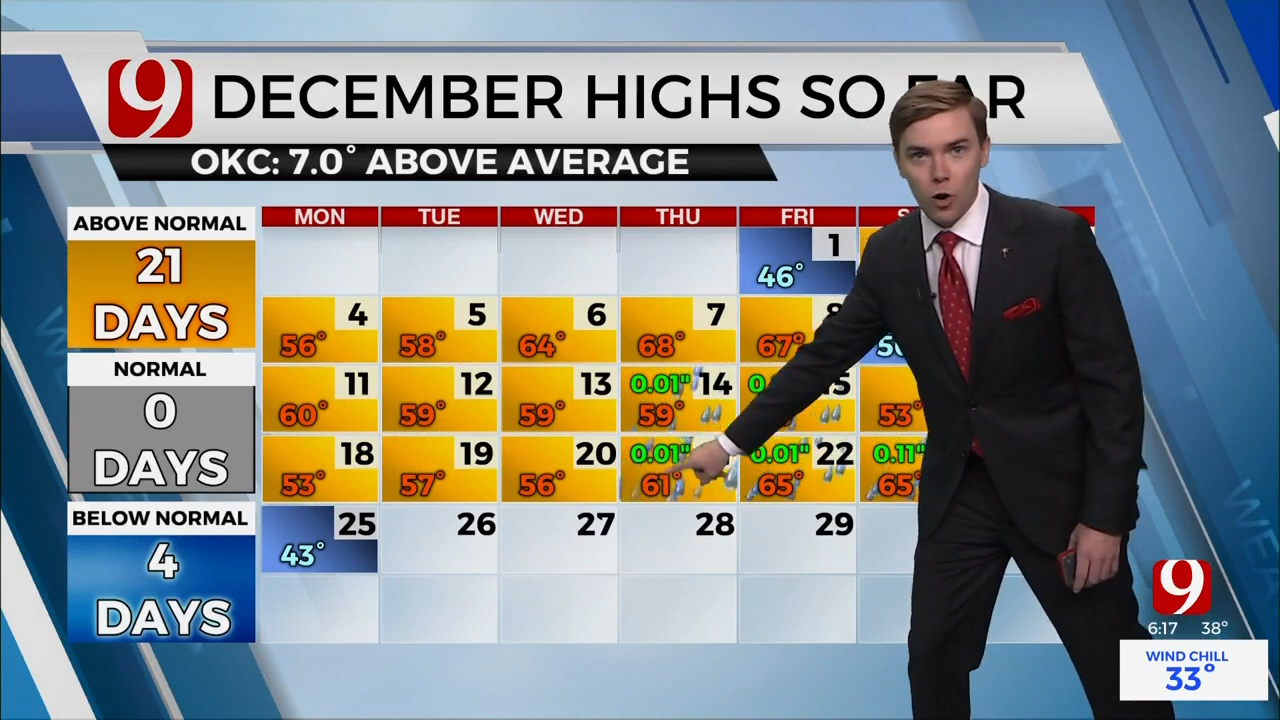 9 DECEMBER HIGHS SO FAR
OKC: 7.0° ABOVE AVERAGE
MON TUE WED THU FRI
ABOVE NORMAL
21
DAYS
1
46°
4 5 6 7 8
56° 58° 64° 68° 67°
NORMAL
0
DAYS
11 12 13 0.01" 14 15
60° 59° 59° 59° 53°
18 19 20 0.01" 0.01" 22 0.11"
53° 57° 56° 61° 65° 65°
BELOW NORMAL
4
DAYS
25 26 27 28 29
43°
9
6:17 38°
WIND CHILL
33°